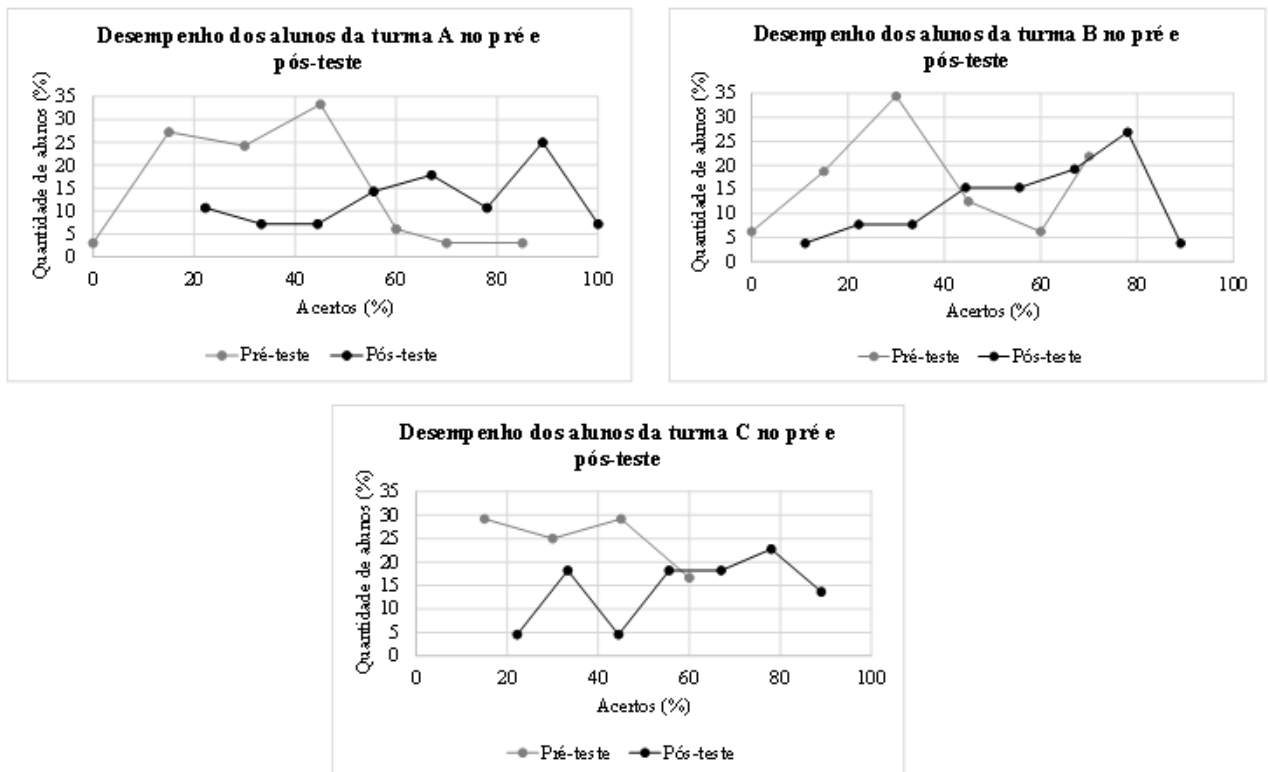 Desempenho dos alunos da turma A no pré e
pós-teste
Quantidade de alunos (%)
35
30
25
20
15
10
5
0
0 20 40 60 80 100
Acertos (%)
Pré-teste Pós-teste
Desempenho dos alunos da turma B no pré e
pós-teste
Quantidade de alunos (%)
35
30
25
20
15
10
5
0
0 20 40 60 80 100
Acertos (%)
Pré-teste Pós-teste
Desempenho dos alunos da turma C no pré e
pós-teste
Quantidade de alunos (%)
35
30
25
20
15
10
5
0
0 20 40 60 80 100
Acertos (%)
Pré-teste Pós-teste